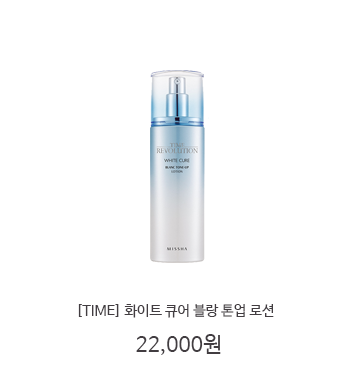 TIME
REVOLUTION
WHITE CURE
BLANC TONE-UP
LOTION
MISSHA
[TIME] 화이트 큐어 블랑 톤업 로션
22,000원